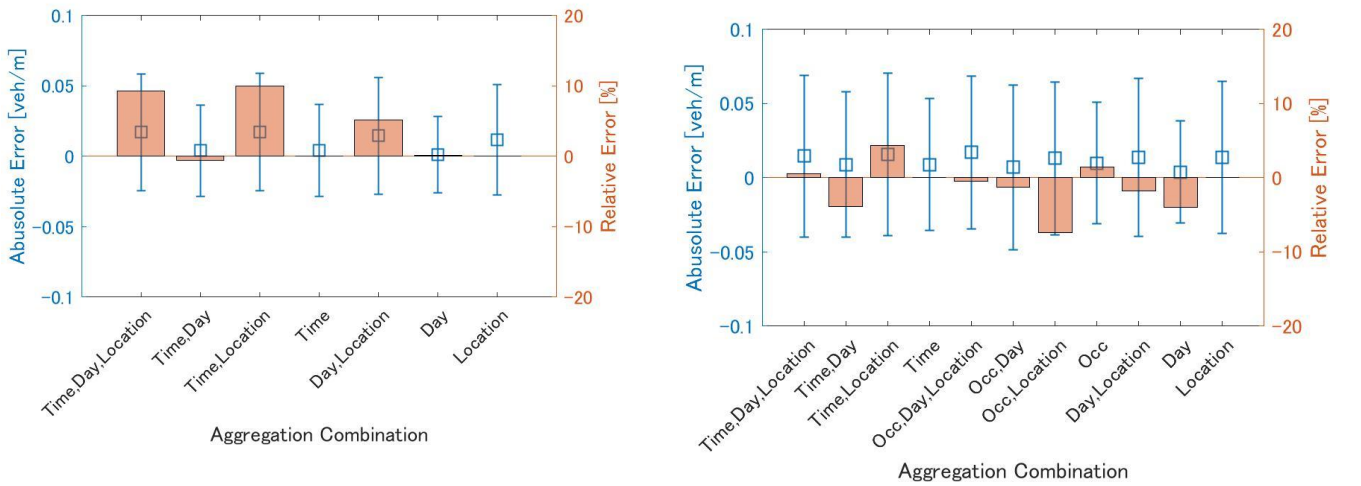 0.1
0.05
0
−0.05
−0.1
Abusolute Error [veh/m]
20
10
0
−10
−20
Relative Error [%]
Time,Day,Location
Time,Day
Time,Location
Time
Day,Location
Day
Location
Aggregation Combination
0.1
0.05
0
−0.05
−0.1
Abusolute Error [veh/m]
20
10
0
−10
−20
Relative Error [%]
Time,Day,Location
Time,Day
Time,Location
Time
Occ,Day,Location
Occ,Day
Occ,Location
Occ
Day,Location
Day
Location
Aggregation Combination